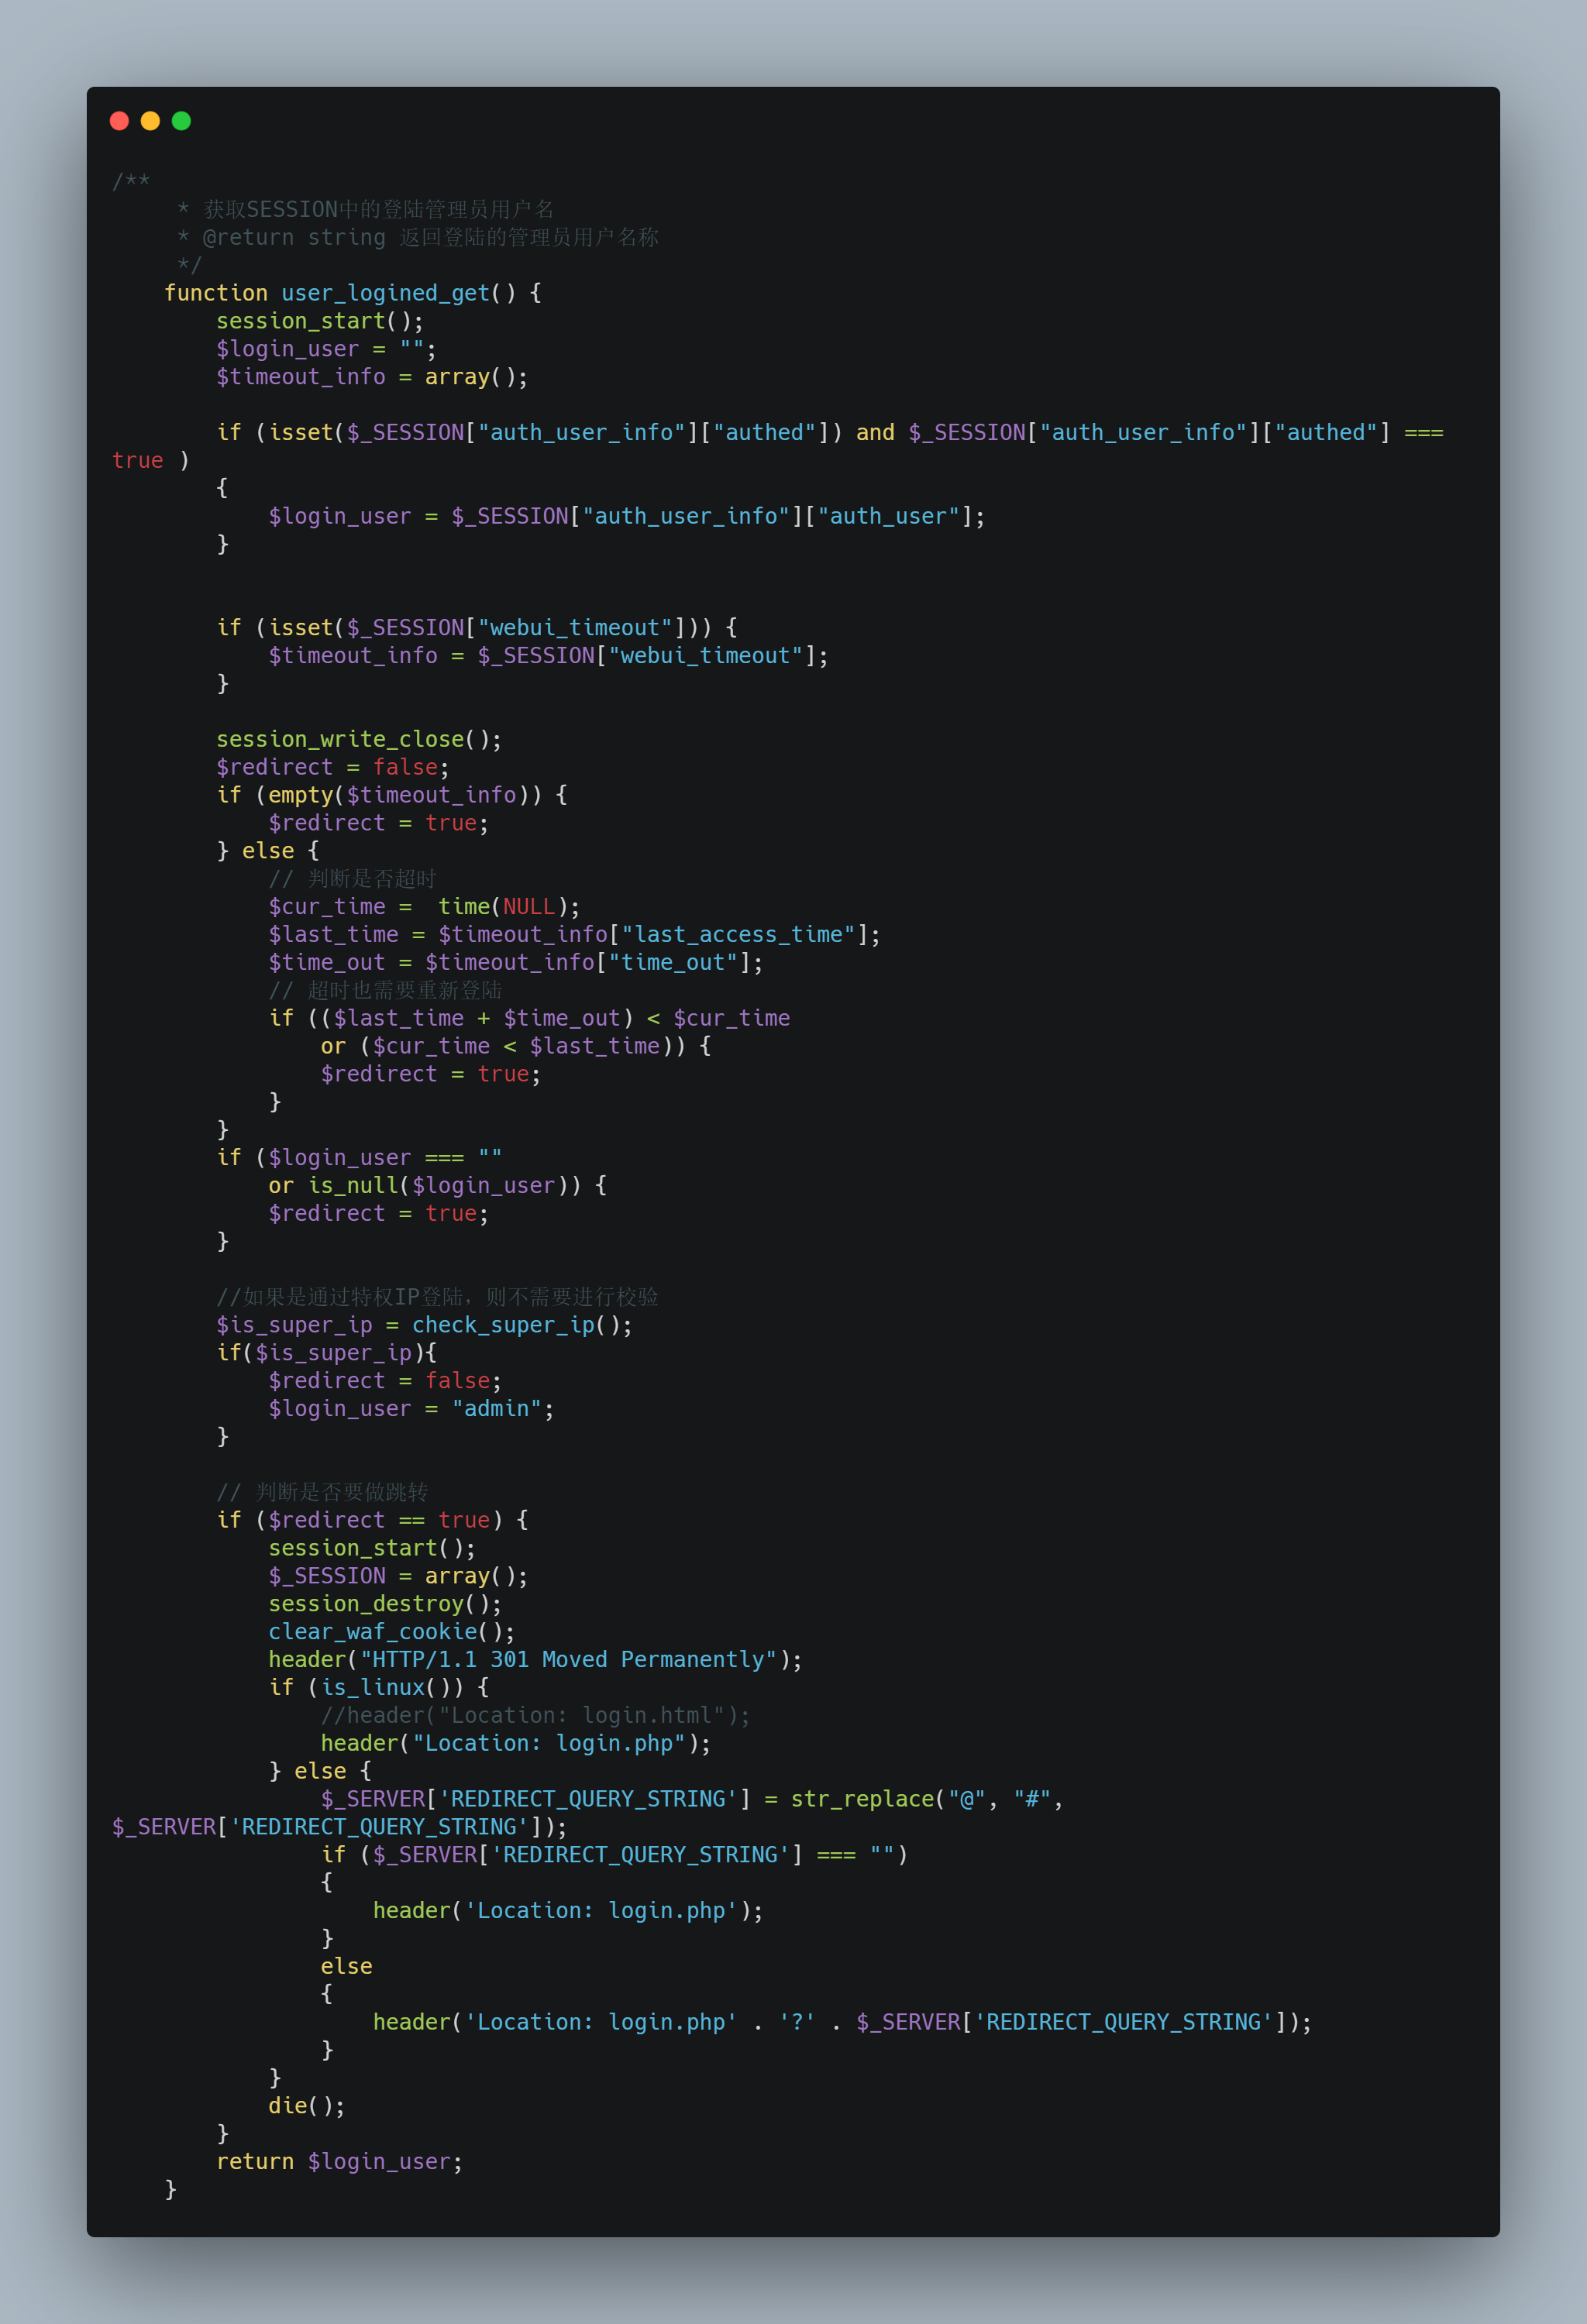 /**
     * 获取SESSION中的登陆管理员用户名
     * @return string 返回登陆的管理员用户名称
     */
    function user_logined_get() {
        session_start();
        $login_user = "";
        $timeout_info = array();

        if (isset($_SESSION["auth_user_info"]["authed"]) and $_SESSION["auth_user_info"]["authed"] ===
true )
        {
            $login_user = $_SESSION["auth_user_info"]["auth_user"];
        }


        if (isset($_SESSION["webui_timeout"])) {
            $timeout_info = $_SESSION["webui_timeout"];
        }

        session_write_close();
        $redirect = false;
        if (empty($timeout_info)) {
            $redirect = true;
        } else {
            // 判断是否超时
            $cur_time =  time(NULL);
            $last_time = $timeout_info["last_access_time"];
            $time_out = $timeout_info["time_out"];
            // 超时也需要重新登陆
            if (($last_time + $time_out) < $cur_time
                or ($cur_time < $last_time)) {
                $redirect = true;
            }
        }
        if ($login_user === ""
            or is_null($login_user)) {
            $redirect = true;
        }

        //如果是通过特权IP登陆，则不需要进行校验
        $is_super_ip = check_super_ip();
        if($is_super_ip){
            $redirect = false;
            $login_user = "admin";
        }

        // 判断是否要做跳转
        if ($redirect == true) {
            session_start();
            $_SESSION = array();
            session_destroy();
            clear_waf_cookie();
            header("HTTP/1.1 301 Moved Permanently");
            if (is_linux()) {
                //header("Location: login.html");
                header("Location: login.php");
            } else {
                $_SERVER['REDIRECT_QUERY_STRING'] = str_replace("@", "#",
$_SERVER['REDIRECT_QUERY_STRING']);
                if ($_SERVER['REDIRECT_QUERY_STRING'] === "")
                {
                    header('Location: login.php');
                }
                else
                {
                    header('Location: login.php' . '?' . $_SERVER['REDIRECT_QUERY_STRING']);
                }
            }
            die();
        }
        return $login_user;
    }